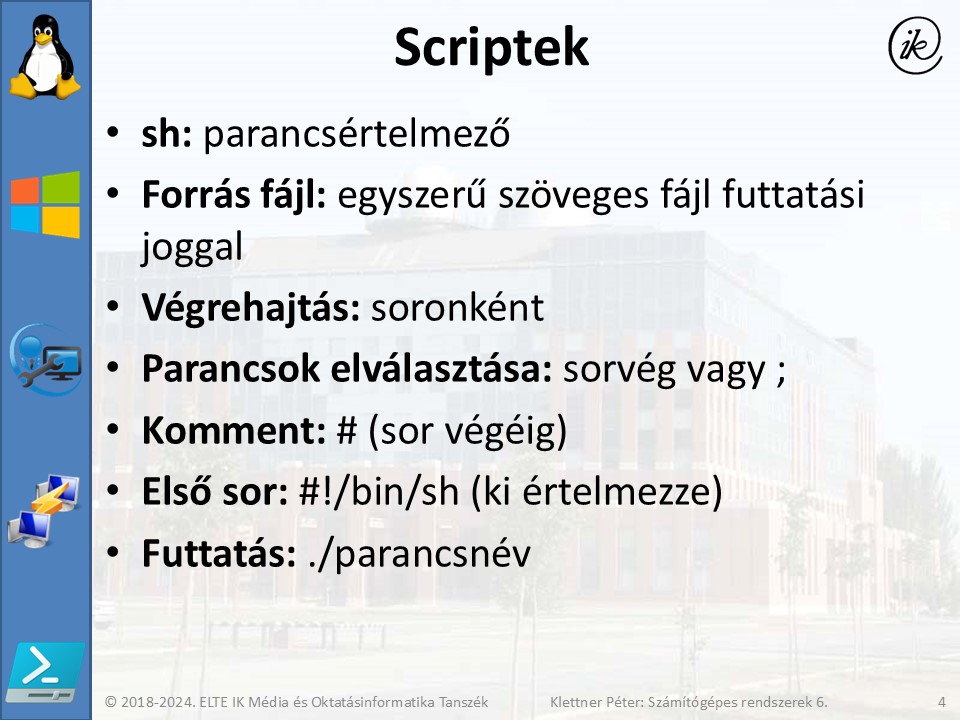 Scriptek
ik
• sh: parancsértelmező
• Forrás fájl: egyszerű szöveges fájl futtatási
joggal
• Végrehajtás: soronként
• Parancsok elválasztása: sorvég vagy ;
• Komment: # (sor végéig)
• Első sor: #!/bin/sh (ki értelmezze)
• Futtatás: ./parancsnév
© 2018-2024. ELTE IK Média és Oktatásinformatika Tanszék Klettner Péter: Számítógépes rendszerek 6. 4